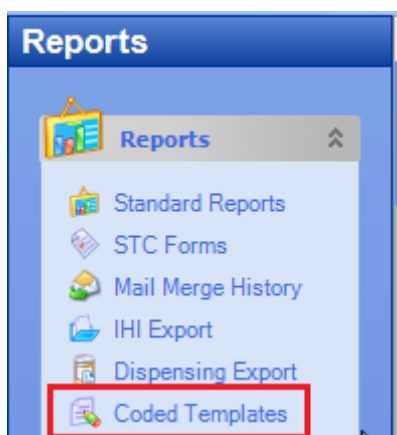 Reports
Reports
Standard Reports
STC Forms
Mail Merge History
IHI Export
Dispensing Export
Coded Templates